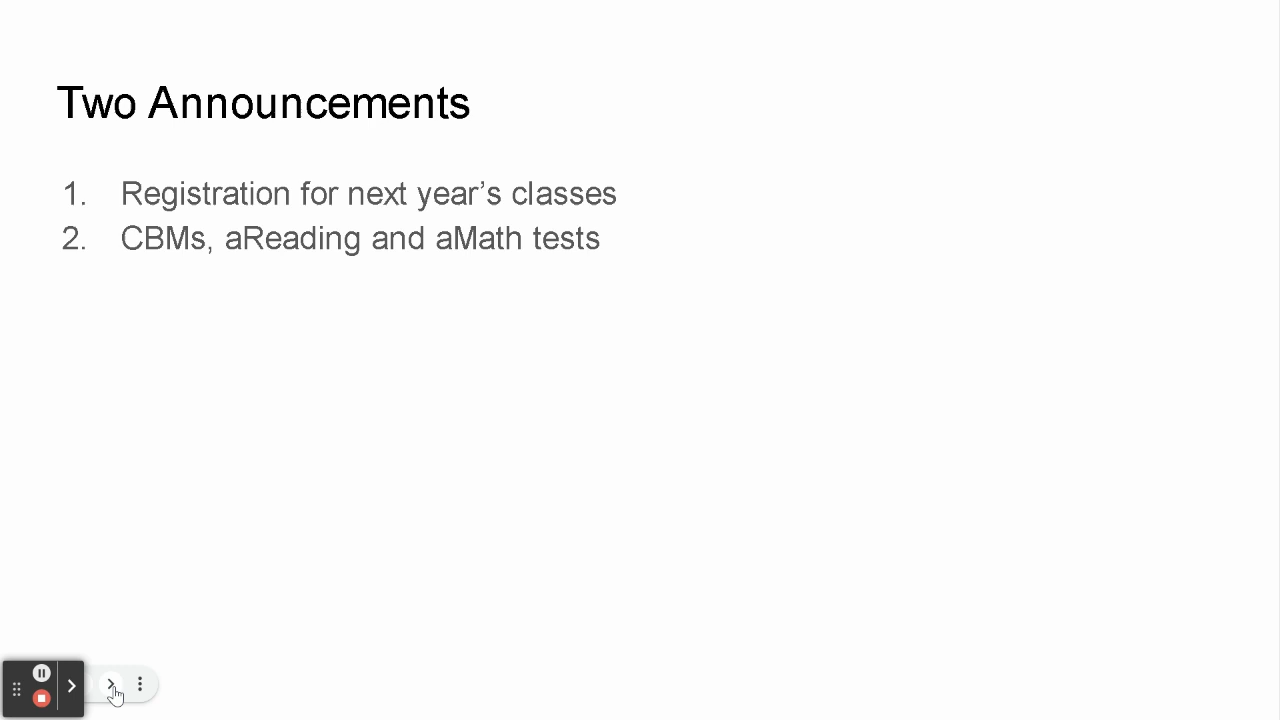 Two Announcements
1. Registration for next year’s classes
2. CBMs, aReading and aMath tests